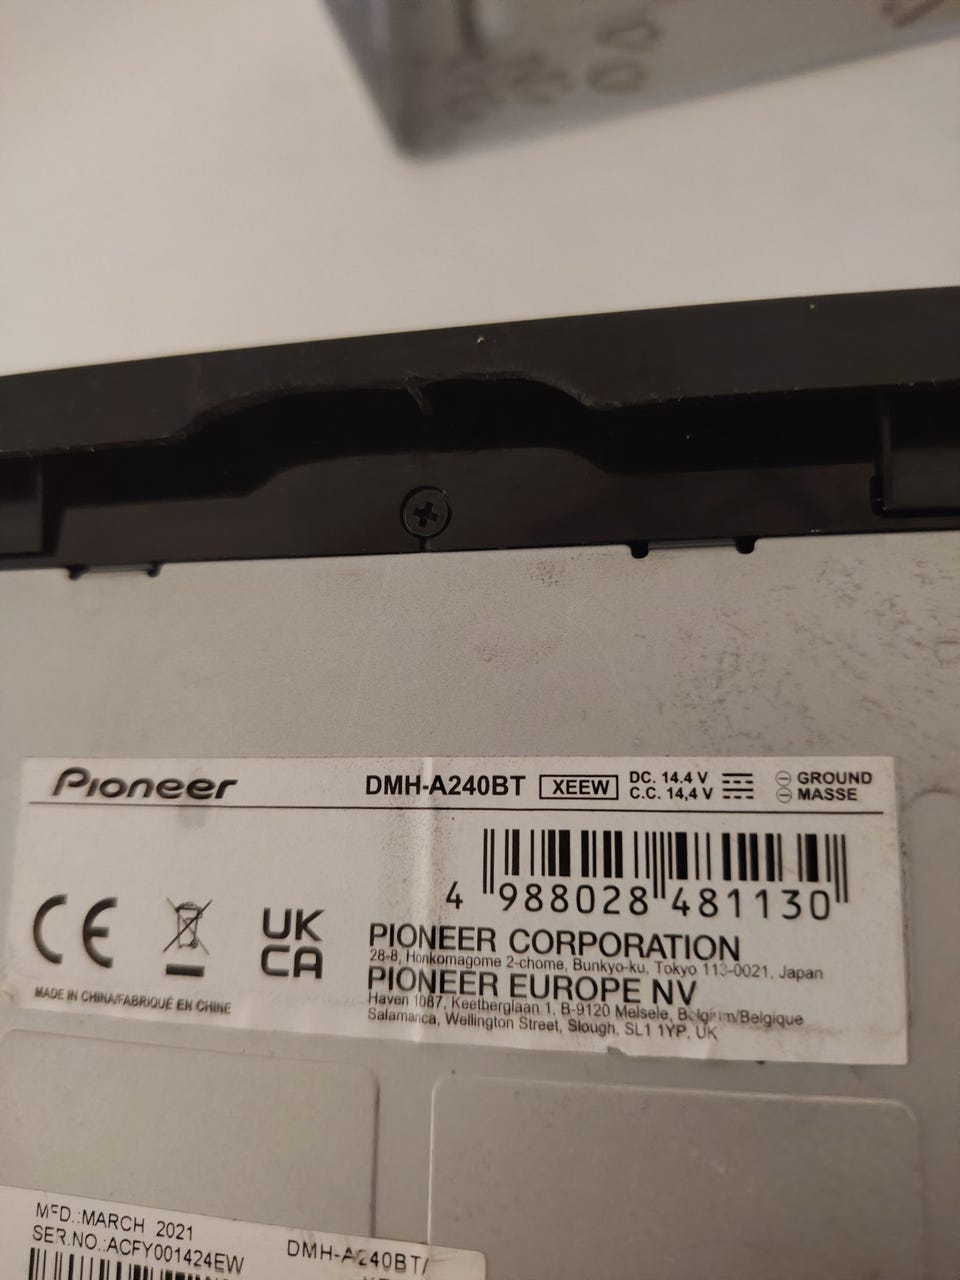 Pioneer
DMH-A240BT XEEW DC. 14.4 V GROUND
C.C. 14,4 V MASSE
4 988028 481130
CE
UK
CA
PIONEER CORPORATION
28-8, Honkomagome 2-chome, Bunkyo-ku, Tokyo 113-0021, Japan
PIONEER EUROPE NV
Haven 1087, Keetberglaan 1, B-9120 Melsele, Belgium/Belgique
Salamanca, Wellington Street, Slough, SL1 1YP, UK
MADE IN CHINA/FABRIQUÉ EN CHINE
MFD.:MARCH 2021
SER.NO.:ACFY001424EW
DMH-A240BT/